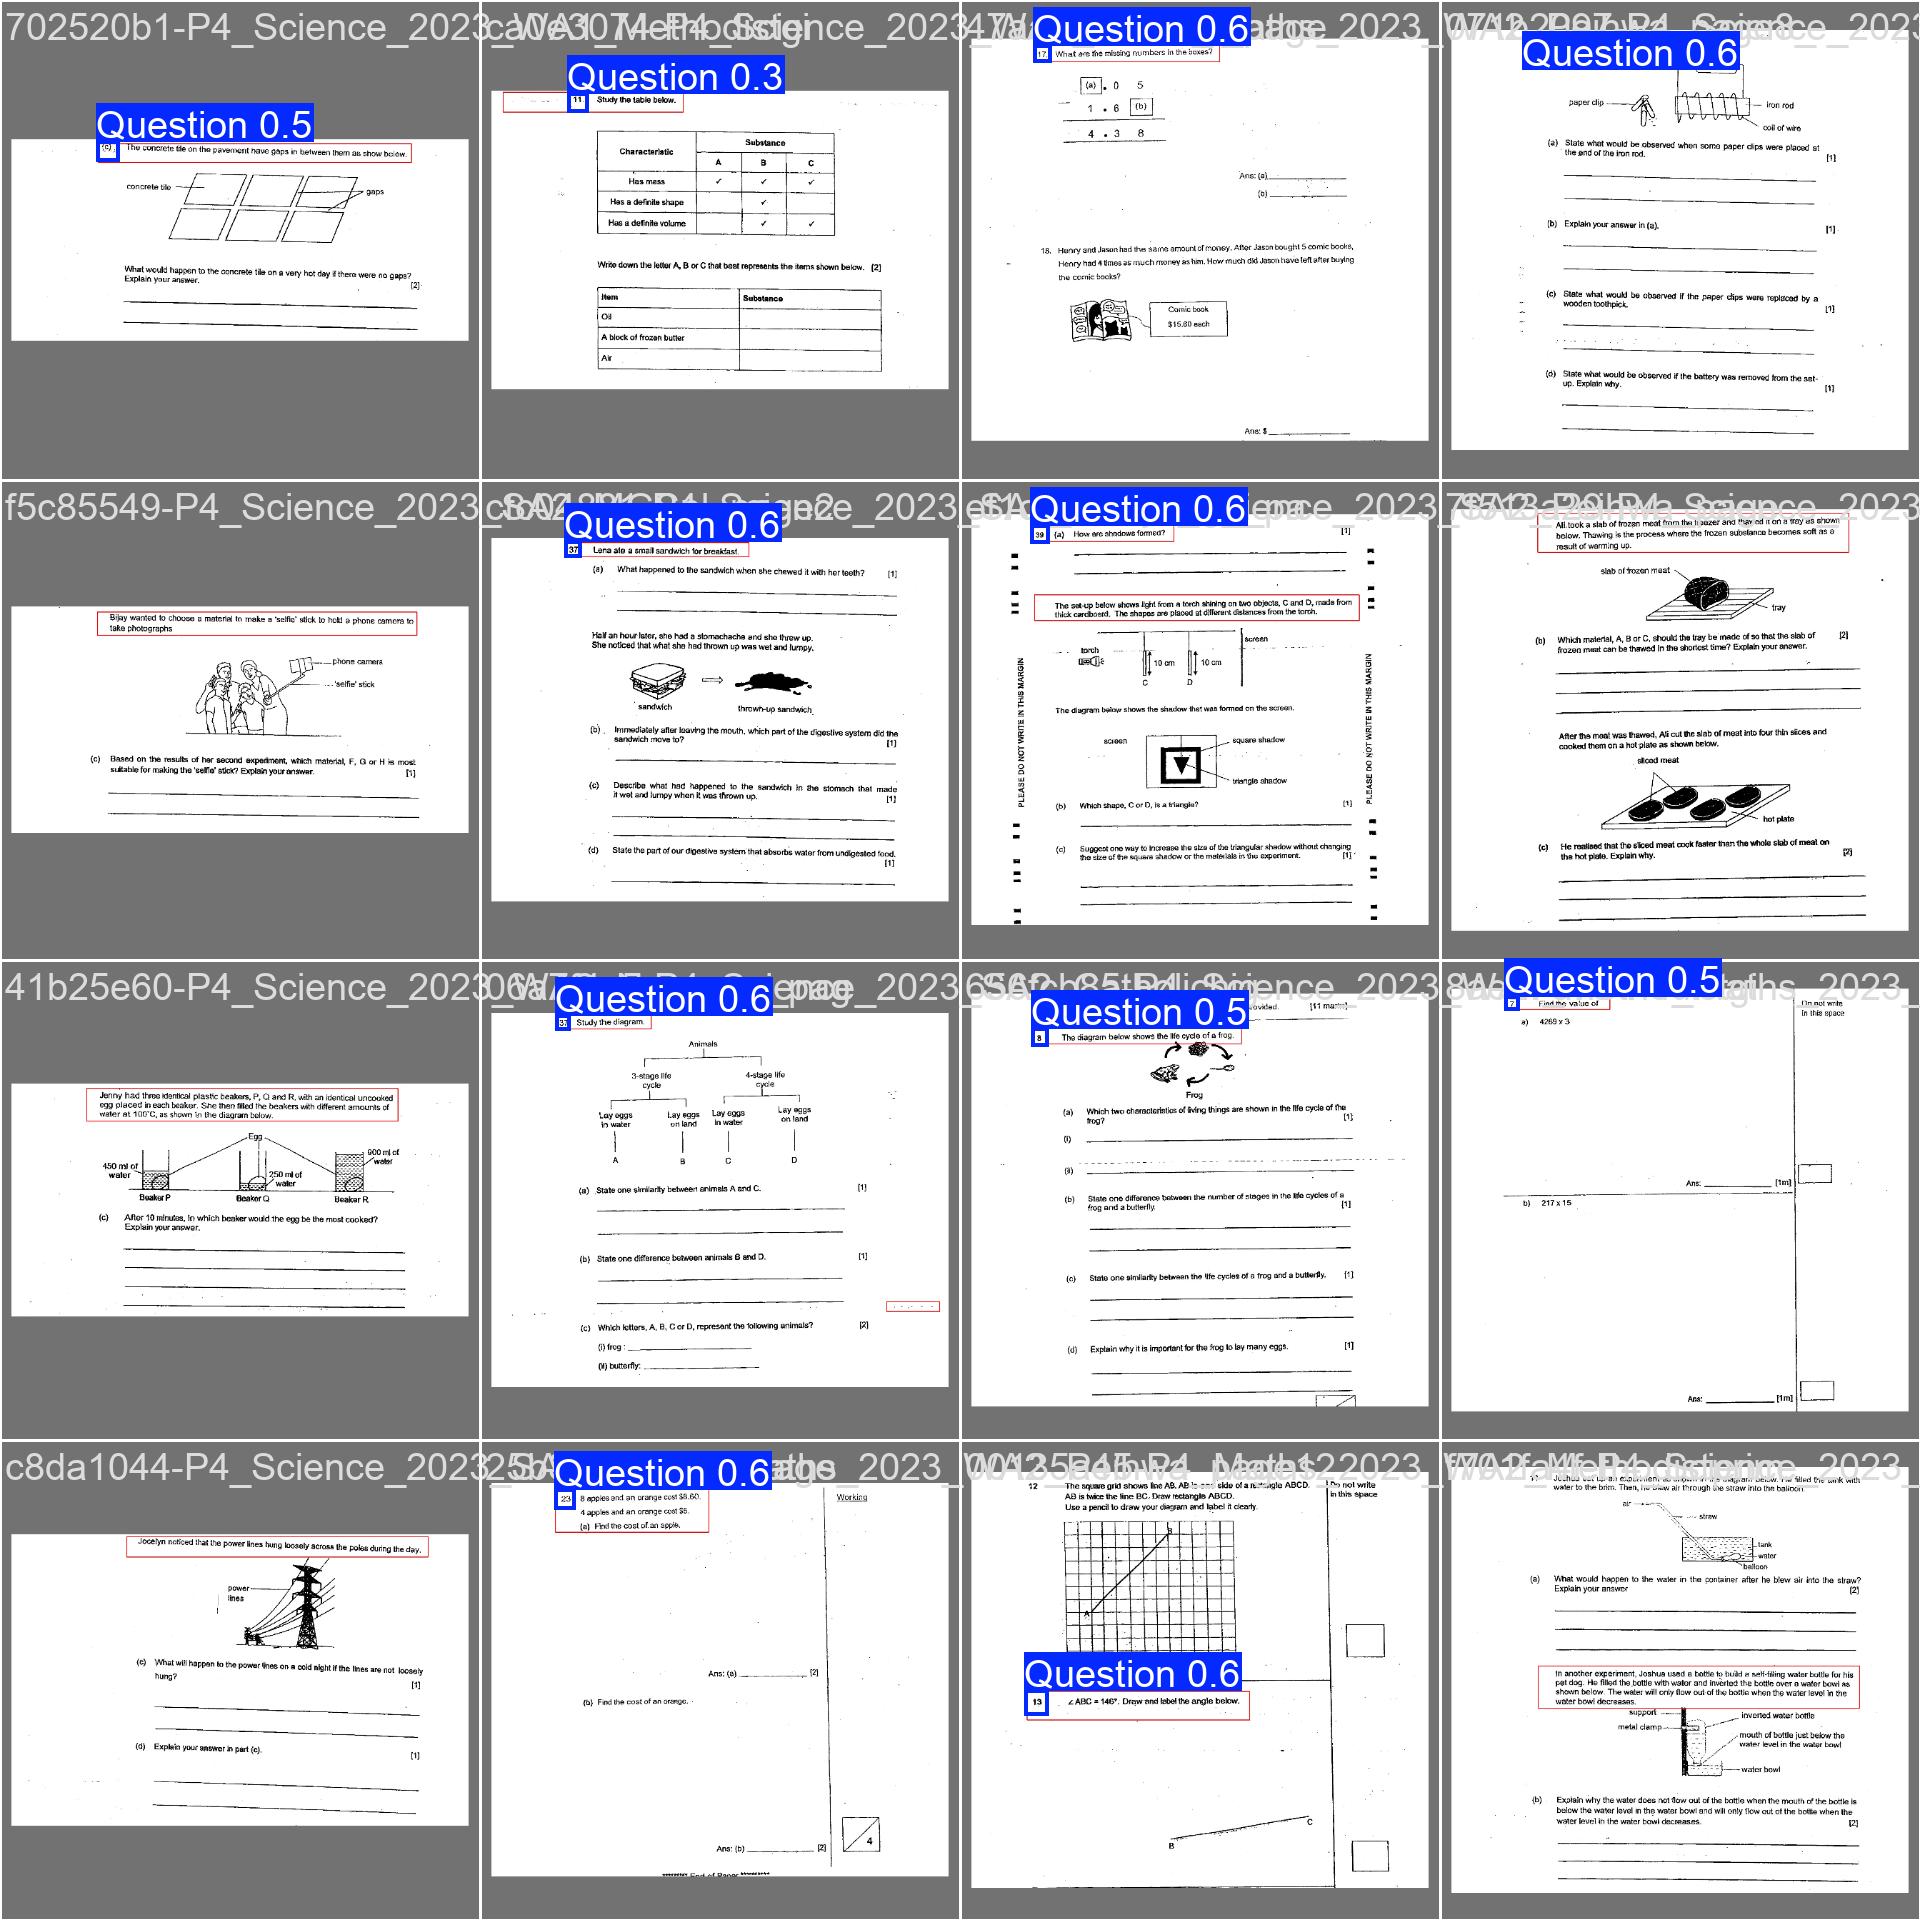 702520b1-P4_Science_2023
Question 0.5
The concrete tile on the pavement have gaps in between them as show below.
concrete tile
gaps
What would happen to the concrete tile on a very hot day if there were no gaps?
Explain your answer.
[2]
Question 0.3
11. Study the table below.
Characteristic
Substance
A B C
Has mass ✓ ✓ ✓
Has a definite shape ✓
Has a definite volume ✓ ✓
Write down the letter A, B or C that best represents the items shown below. [2]
Item Substance
Oil
A block of frozen butter
Air
Question 0.6
17. What are the missing numbers in the boxes?
(a) . 0 5
1 . 6 (b)
4 . 3 8
Ans: (a)
(b)
18. Henry and Jason had the same amount of money. After Jason bought 5 comic books,
Henry had 4 times as much money as him. How much did Jason have left after buying
the comic books?
Comic book
$15.60 each
Ans: $
Question 0.6
paper clip
iron rod
coil of wire
(a) State what would be observed when some paper clips were placed at
the end of the iron rod.
[1]
(b) Explain your answer in (a). [1]
(c) State what would be observed if the paper clips were replaced by a
wooden toothpick.
[1]
(d) State what would be observed if the battery was removed from the set-
up. Explain why.
[1]
f5c85549-P4_Science_2023
Bijay wanted to choose a material to make a 'selfie' stick to hold a phone camera to
take photographs
phone camera
'selfie' stick
(c) Based on the results of her second experiment, which material, F, G or H is most
suitable for making the 'selfie' stick? Explain your answer. [1]
Question 0.6
37 Lena ate a small sandwich for breakfast.
(a) What happened to the sandwich when she chewed it with her teeth? [1]
Half an hour later, she had a stomachache and she threw up.
She noticed that what she had thrown up was wet and lumpy.
sandwich
thrown-up sandwich
(b) Immediately after leaving the mouth, which part of the digestive system did the
sandwich move to? [1]
(c) Describe what had happened to the sandwich in the stomach that made
it wet and lumpy when it was thrown up. [1]
(d) State the part of our digestive system that absorbs water from undigested food.
[1]
Question 0.6
39 (a) How are shadows formed? [1]
The set-up below shows light from a torch shining on two objects, C and D, made from
thick cardboard. The shapes are placed at different distances from the torch.
screen
torch
10 cm
10 cm
C
D
The diagram below shows the shadow that was formed on the screen.
screen
square shadow
triangle shadow
PLEASE DO NOT WRITE IN THIS MARGIN
PLEASE DO NOT WRITE IN THIS MARGIN
(b) Which shape, C or D, is a triangle? [1]
(c) Suggest one way to increase the size of the triangular shadow without changing
the size of the square shadow or the materials in the experiment. [1]
Ali took a slab of frozen meat from the freezer and thawed it on a tray as shown
below. Thawing is the process where the frozen substance becomes soft as a
result of warming up.
slab of frozen meat
tray
(b) Which material, A, B or C, should the tray be made of so that the slab of [2]
frozen meat can be thawed in the shortest time? Explain your answer.
After the meat was thawed, Ali cut the slab of meat into four thin slices and
cooked them on a hot plate as shown below.
sliced meat
hot plate
(c) He realised that the sliced meat cook faster than the whole slab of meat on
the hot plate. Explain why. [2]
41b25e60-P4_Science_2023
Jenny had three identical plastic beakers, P, Q and R, with an identical uncooked
egg placed in each beaker. She then filled the beakers with different amounts of
water at 100°C, as shown in the diagram below.
Egg
450 ml of
water
250 ml of
water
900 ml of
water
Beaker P
Beaker Q
Beaker R
(c) After 10 minutes, in which beaker would the egg be the most cooked?
Explain your answer.
Question 0.6
37 Study the diagram.
Animals
3-stage life
cycle
4-stage life
cycle
Lay eggs
in water
Lay eggs
on land
Lay eggs
in water
Lay eggs
on land
A B C D
(a) State one similarity between animals A and C. [1]
(b) State one difference between animals B and D. [1]
(c) Which letters, A, B, C or D, represent the following animals? [2]
(i) frog :
(ii) butterfly:
Question 0.5
[11 marks]
8 The diagram below shows the life cycle of a frog.
Frog
(a) Which two characteristics of living things are shown in the life cycle of the
frog? [1]
(i)
(ii)
(b) State one difference between the number of stages in the life cycles of a
frog and a butterfly. [1]
(c) State one similarity between the life cycles of a frog and a butterfly. [1]
(d) Explain why it is important for the frog to lay many eggs. [1]
Question 0.5
7 Find the value of
Do not write
in this space
a) 4269 x 3
Ans: [1m]
b) 217 x 15
Ans: [1m]
c8da1044-P4_Science_2023
Jocelyn noticed that the power lines hung loosely across the poles during the day.
power
lines
(c) What will happen to the power lines on a cold night if the lines are not loosely
hung?
[1]
(d) Explain your answer in part (c). [1]
Question 0.6
23 8 apples and an orange cost $8.60.
4 apples and an orange cost $5.
(a) Find the cost of an apple.
Working
Ans: (a) [2]
(b) Find the cost of an orange.
Ans: (b) [2]
4
******** End of Paper ********
12 The square grid shows line AB. AB is one side of a rectangle ABCD.
AB is twice the line BC. Draw rectangle ABCD.
Use a pencil to draw your diagram and label it clearly.
Do not write
in this space
B
A
Question 0.6
13 ∠ABC = 146°. Draw and label the angle below.
B
C
water to the brim. Then, he blew air through the straw into the balloon.
air
straw
tank
water
balloon
(a) What would happen to the water in the container after he blew air into the straw?
Explain your answer [2]
In another experiment, Joshua used a bottle to build a self-filling water bottle for his
pet dog. He filled the bottle with water and inverted the bottle over a water bowl as
shown below. The water will only flow out of the bottle when the water level in the
water bowl decreases.
support
metal clamp
inverted water bottle
mouth of bottle just below the
water level in the water bowl
water bowl
(b) Explain why the water does not flow out of the bottle when the mouth of the bottle is
below the water level in the water bowl and will only flow out of the bottle when the
water level in the water bowl decreases. [2]